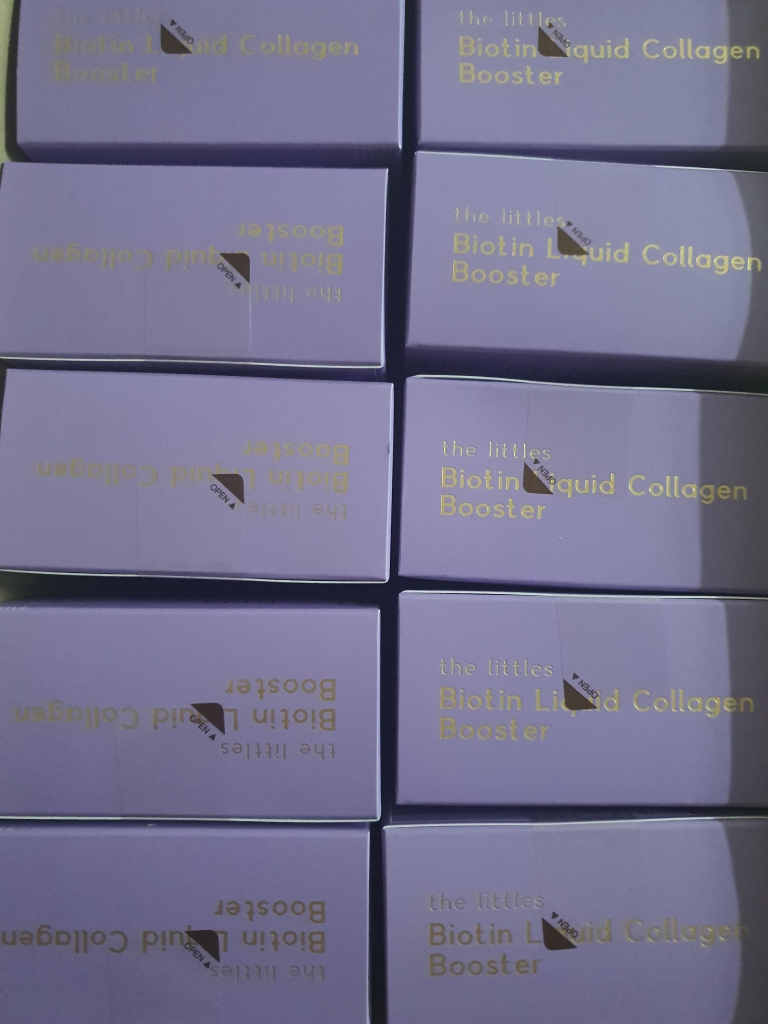 the littles
Biotin Liquid Collagen
Booster
OPEN
the littles
Biotin Liquid Collagen
Booster
OPEN
the littles
Biotin Liquid Collagen
Booster
OPEN
the littles
Biotin Liquid Collagen
Booster
OPEN
the littles
Biotin Liquid Collagen
Booster
OPEN
the littles
Biotin Liquid Collagen
Booster
OPEN
the littles
Biotin Liquid Collagen
Booster
OPEN
the littles
Biotin Liquid Collagen
Booster
OPEN
the littles
Biotin Liquid Collagen
Booster
OPEN
the littles
Biotin Liquid Collagen
Booster
OPEN